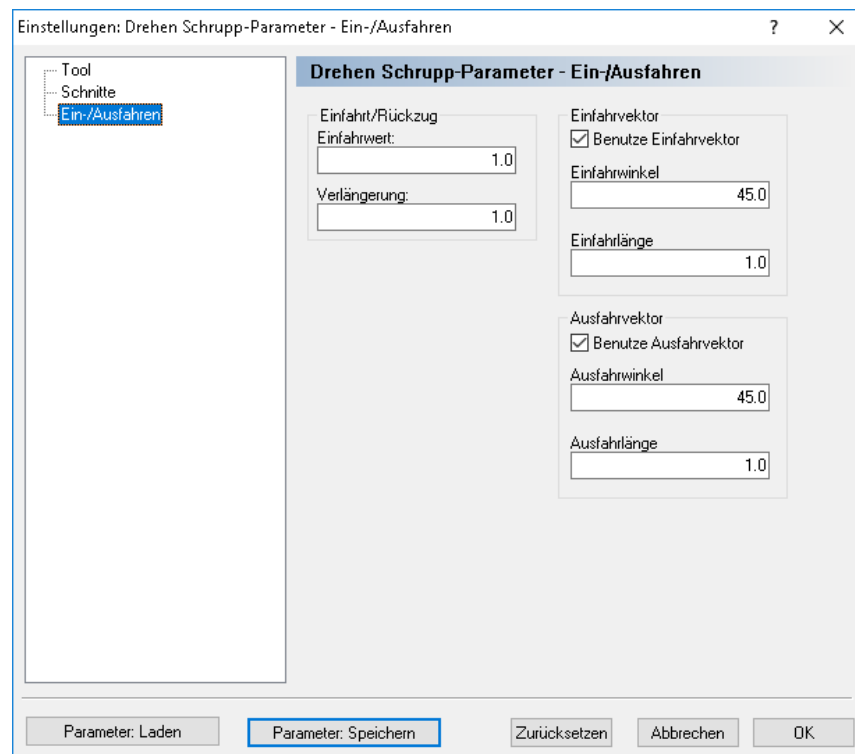 Einstellungen: Drehen Schrupp-Parameter - Ein-/Ausfahren
?
Tool
Schnitte
Ein-/Ausfahren
Drehen Schrupp-Parameter - Ein-/Ausfahren
Einfahrt/Rückzug
Einfahrwert:
1.0
Verlängerung:
1.0
Einfahrvektor
Benutze Einfahrvektor
Einfahrwinkel
45.0
Einfahrlänge
1.0
Ausfahrvektor
Benutze Ausfahrvektor
Ausfahrwinkel
45.0
Ausfahrlänge
1.0
Parameter: Laden
Parameter: Speichern
Zurücksetzen
Abbrechen
OK